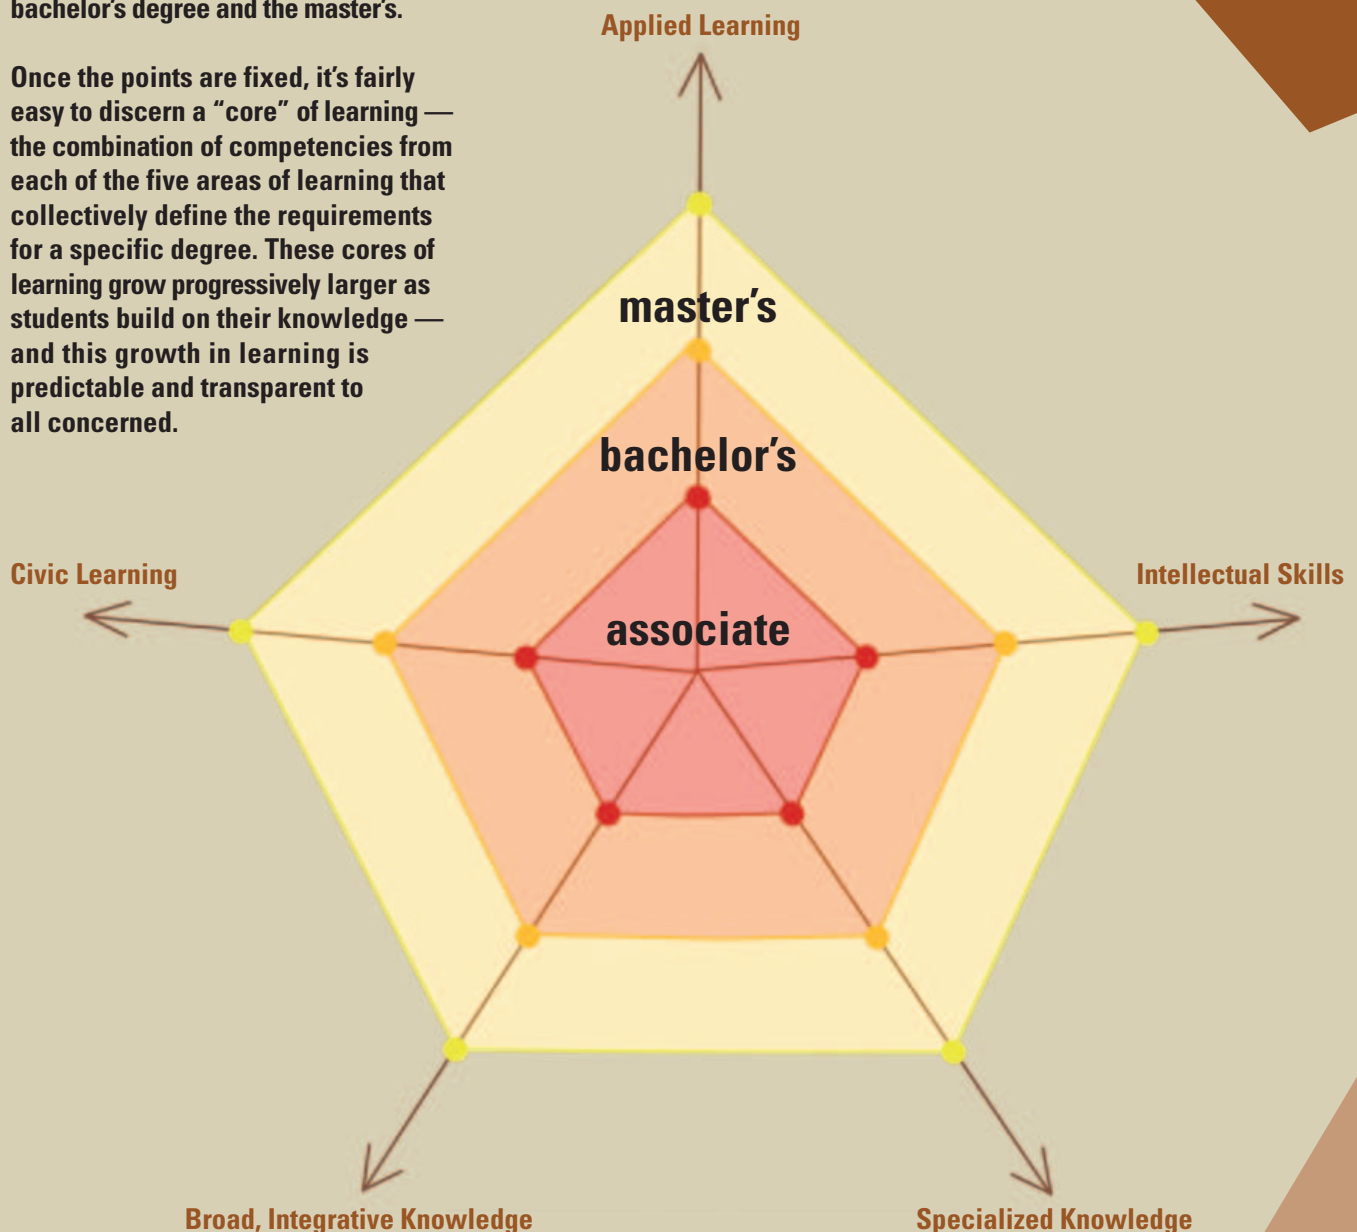 bachelor's degree and the master's.
Once the points are fixed, it's fairly
easy to discern a “core” of learning —
the combination of competencies from
each of the five areas of learning that
collectively define the requirements
for a specific degree. These cores of
learning grow progressively larger as
students build on their knowledge —
and this growth in learning is
predictable and transparent to
all concerned.
Applied Learning
master's
bachelor's
associate
Civic Learning
Intellectual Skills
Broad, Integrative Knowledge
Specialized Knowledge